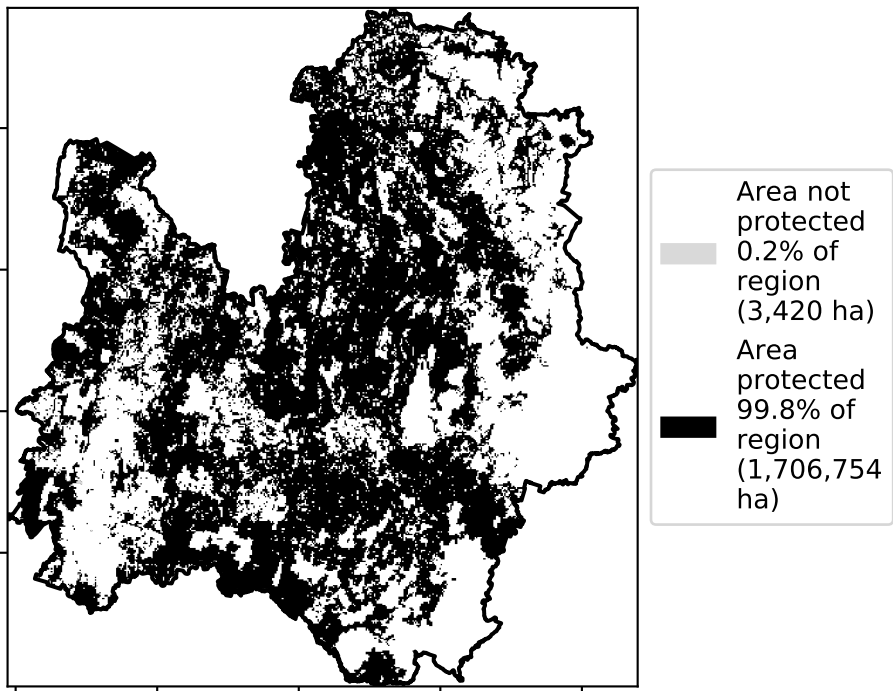 Area not
protected
0.2% of
region
(3,420 ha)
Area
protected
99.8% of
region
(1,706,754
ha)